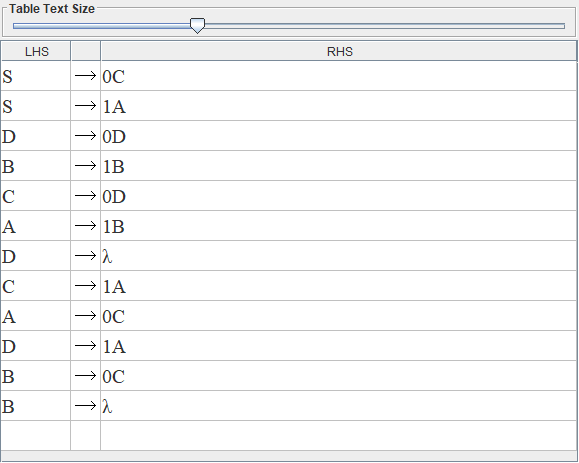 Table Text Size
LHS RHS
S → 0C
S → 1A
D → 0D
B → 1B
C → 0D
A → 1B
D → λ
C → 1A
A → 0C
D → 1A
B → 0C
B → λ